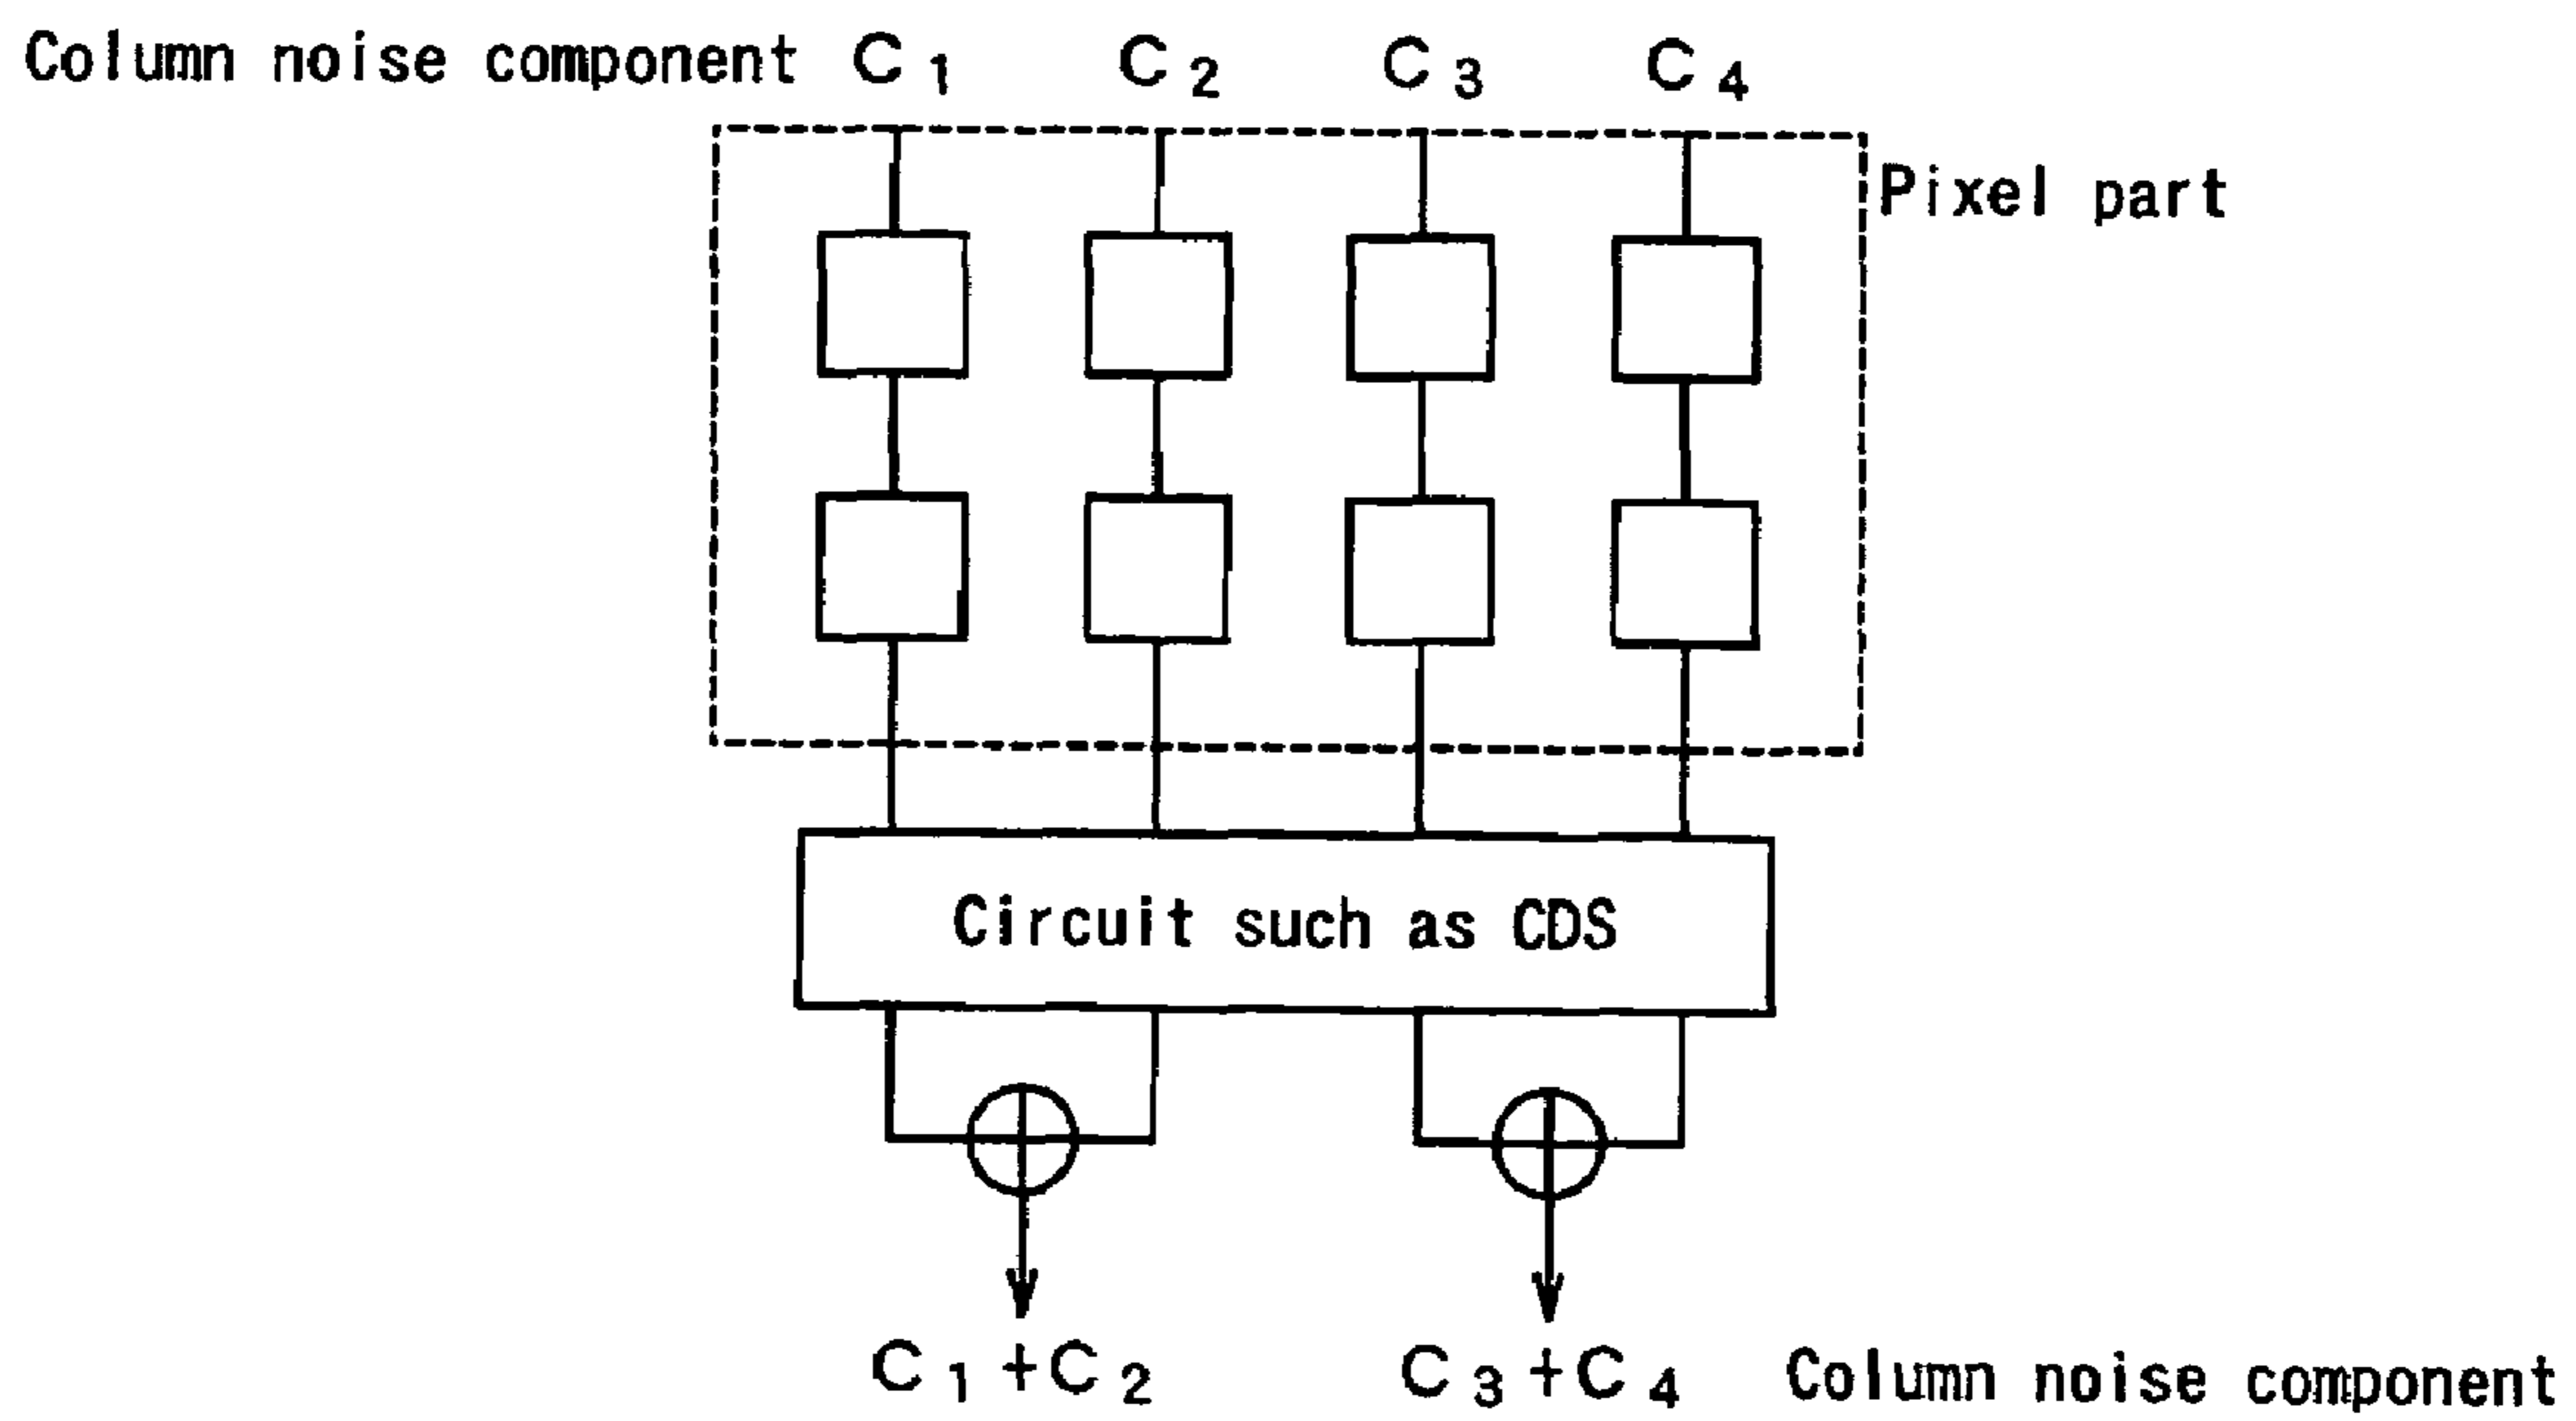 Column noise component C1 C2 C3 C4
Pixel part
Circuit such as CDS
C1+C2 C3+C4 Column noise component